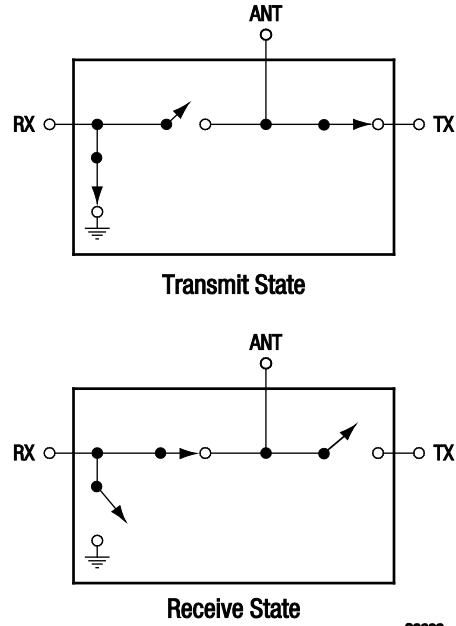 ANT
RX
TX
Transmit State
ANT
RX
TX
Receive State